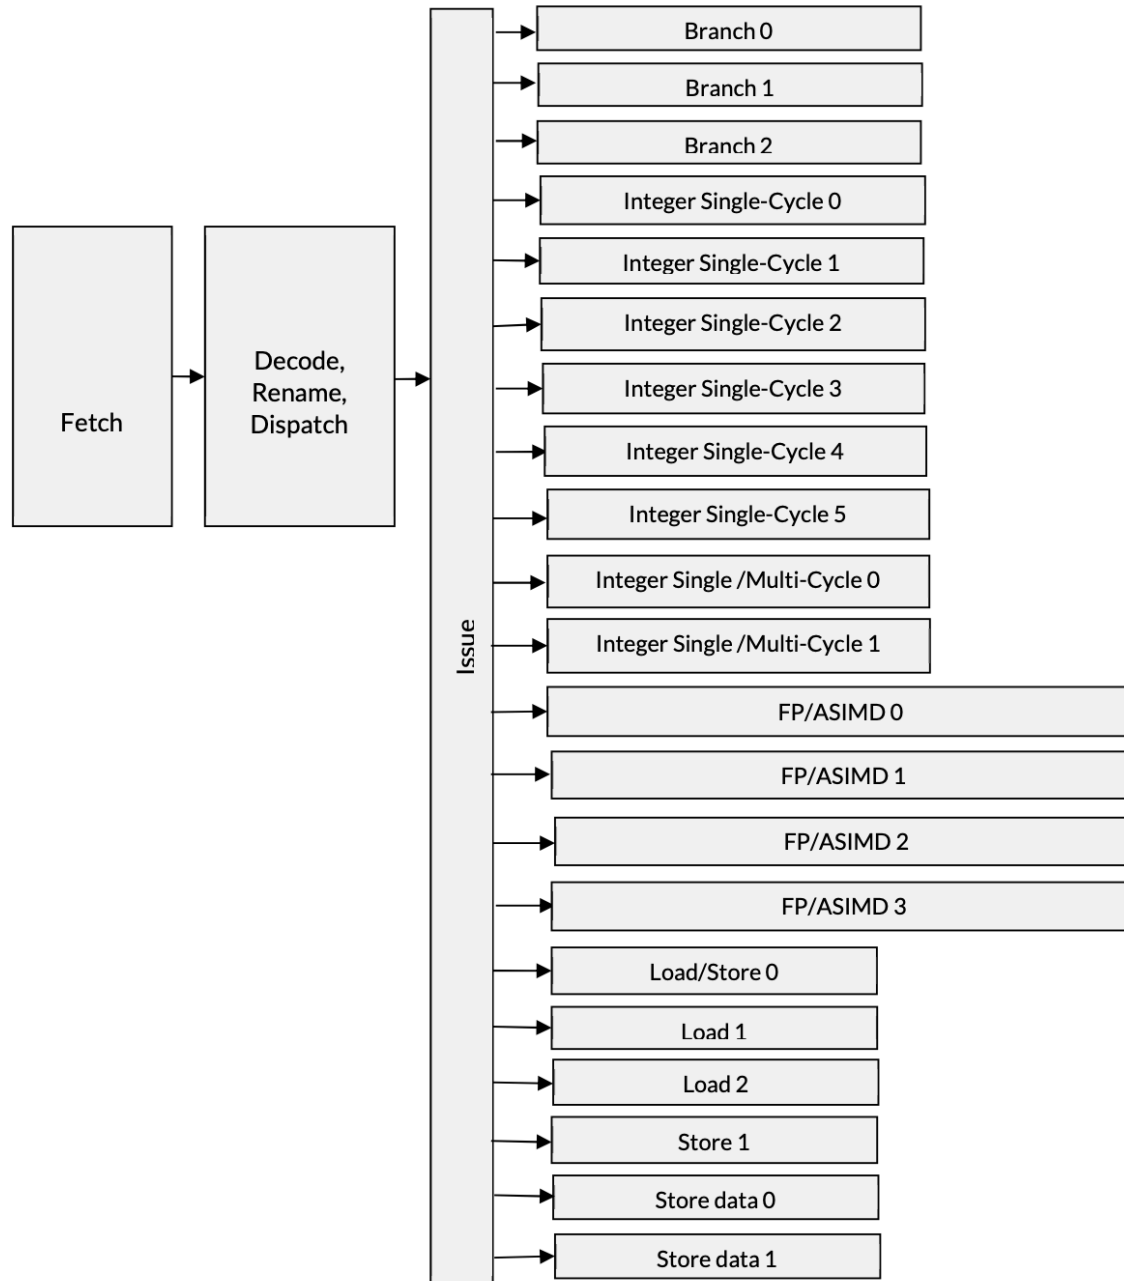 Fetch
Decode,
Rename,
Dispatch
Issue
Branch 0
Branch 1
Branch 2
Integer Single-Cycle 0
Integer Single-Cycle 1
Integer Single-Cycle 2
Integer Single-Cycle 3
Integer Single-Cycle 4
Integer Single-Cycle 5
Integer Single /Multi-Cycle 0
Integer Single /Multi-Cycle 1
FP/ASIMD 0
FP/ASIMD 1
FP/ASIMD 2
FP/ASIMD 3
Load/Store 0
Load 1
Load 2
Store 1
Store data 0
Store data 1